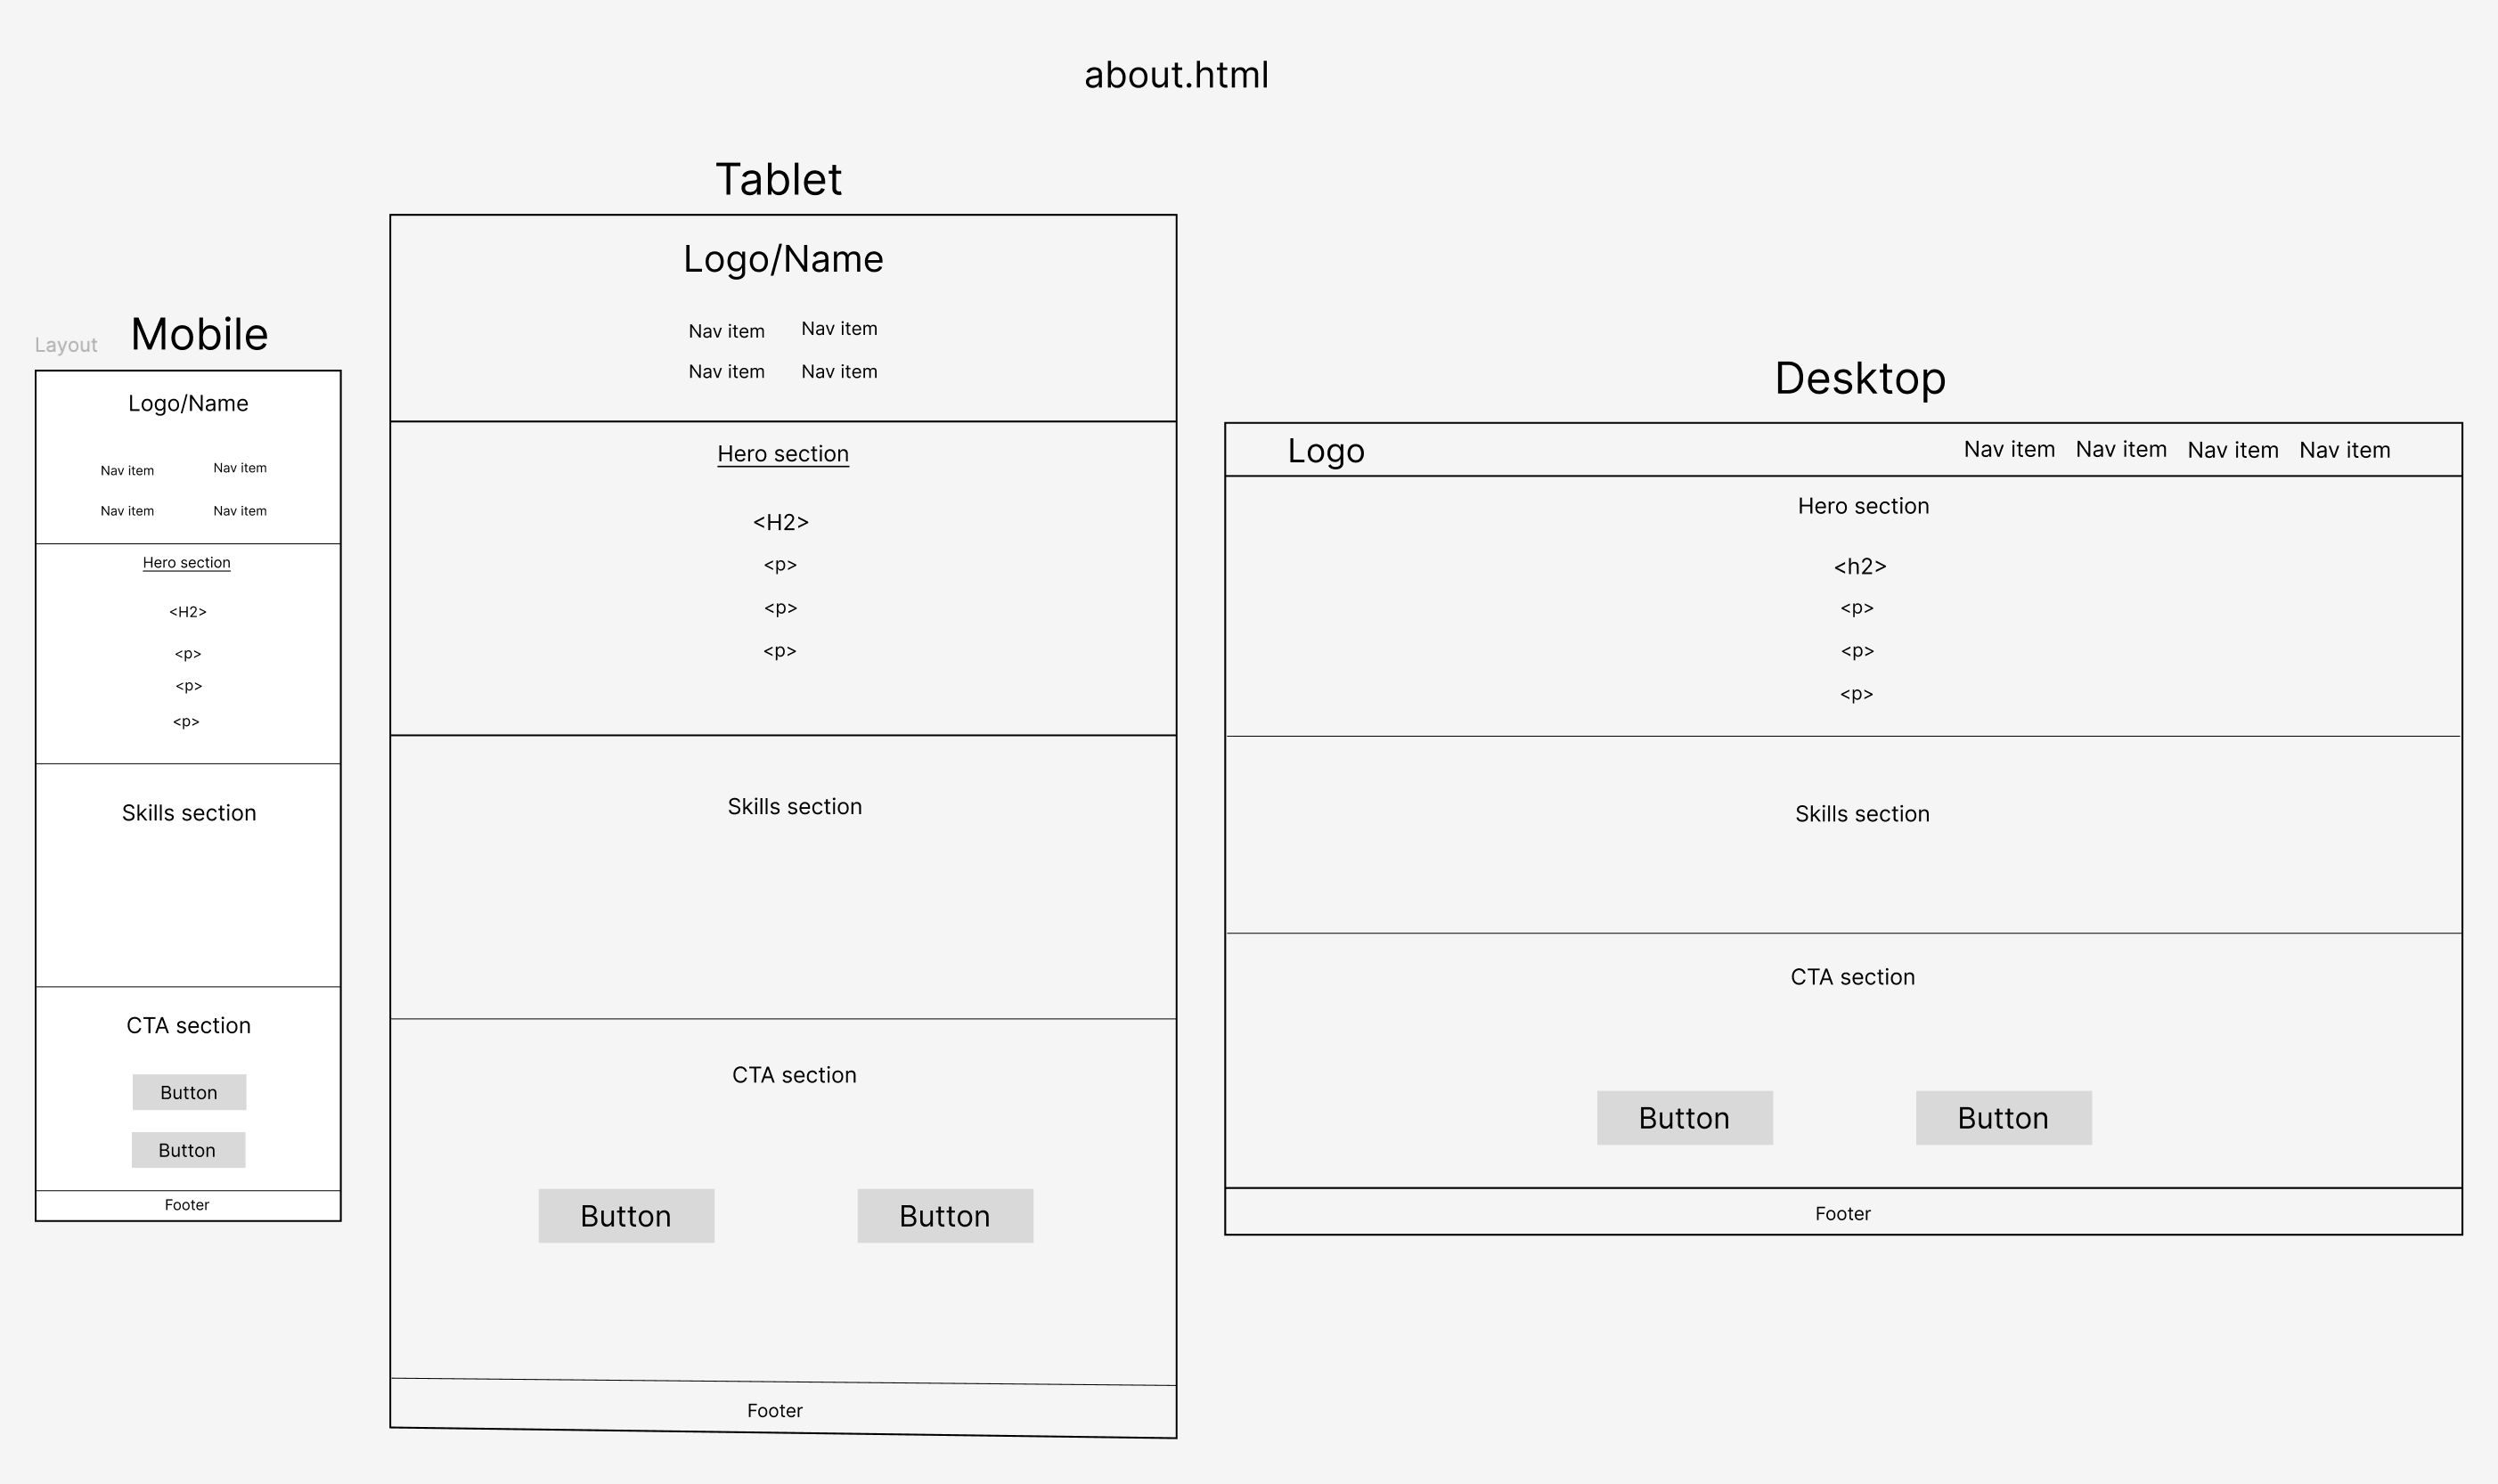 about.html
Layout
Mobile
Logo/Name
Nav item Nav item
Nav item Nav item
Hero section
<H2>
<p>
<p>
<p>
Skills section
CTA section
Button
Button
Footer
Tablet
Logo/Name
Nav item Nav item
Nav item Nav item
Hero section
<H2>
<p>
<p>
<p>
Skills section
CTA section
Button Button
Footer
Desktop
Logo Nav item Nav item Nav item Nav item
Hero section
<h2>
<p>
<p>
<p>
Skills section
CTA section
Button Button
Footer